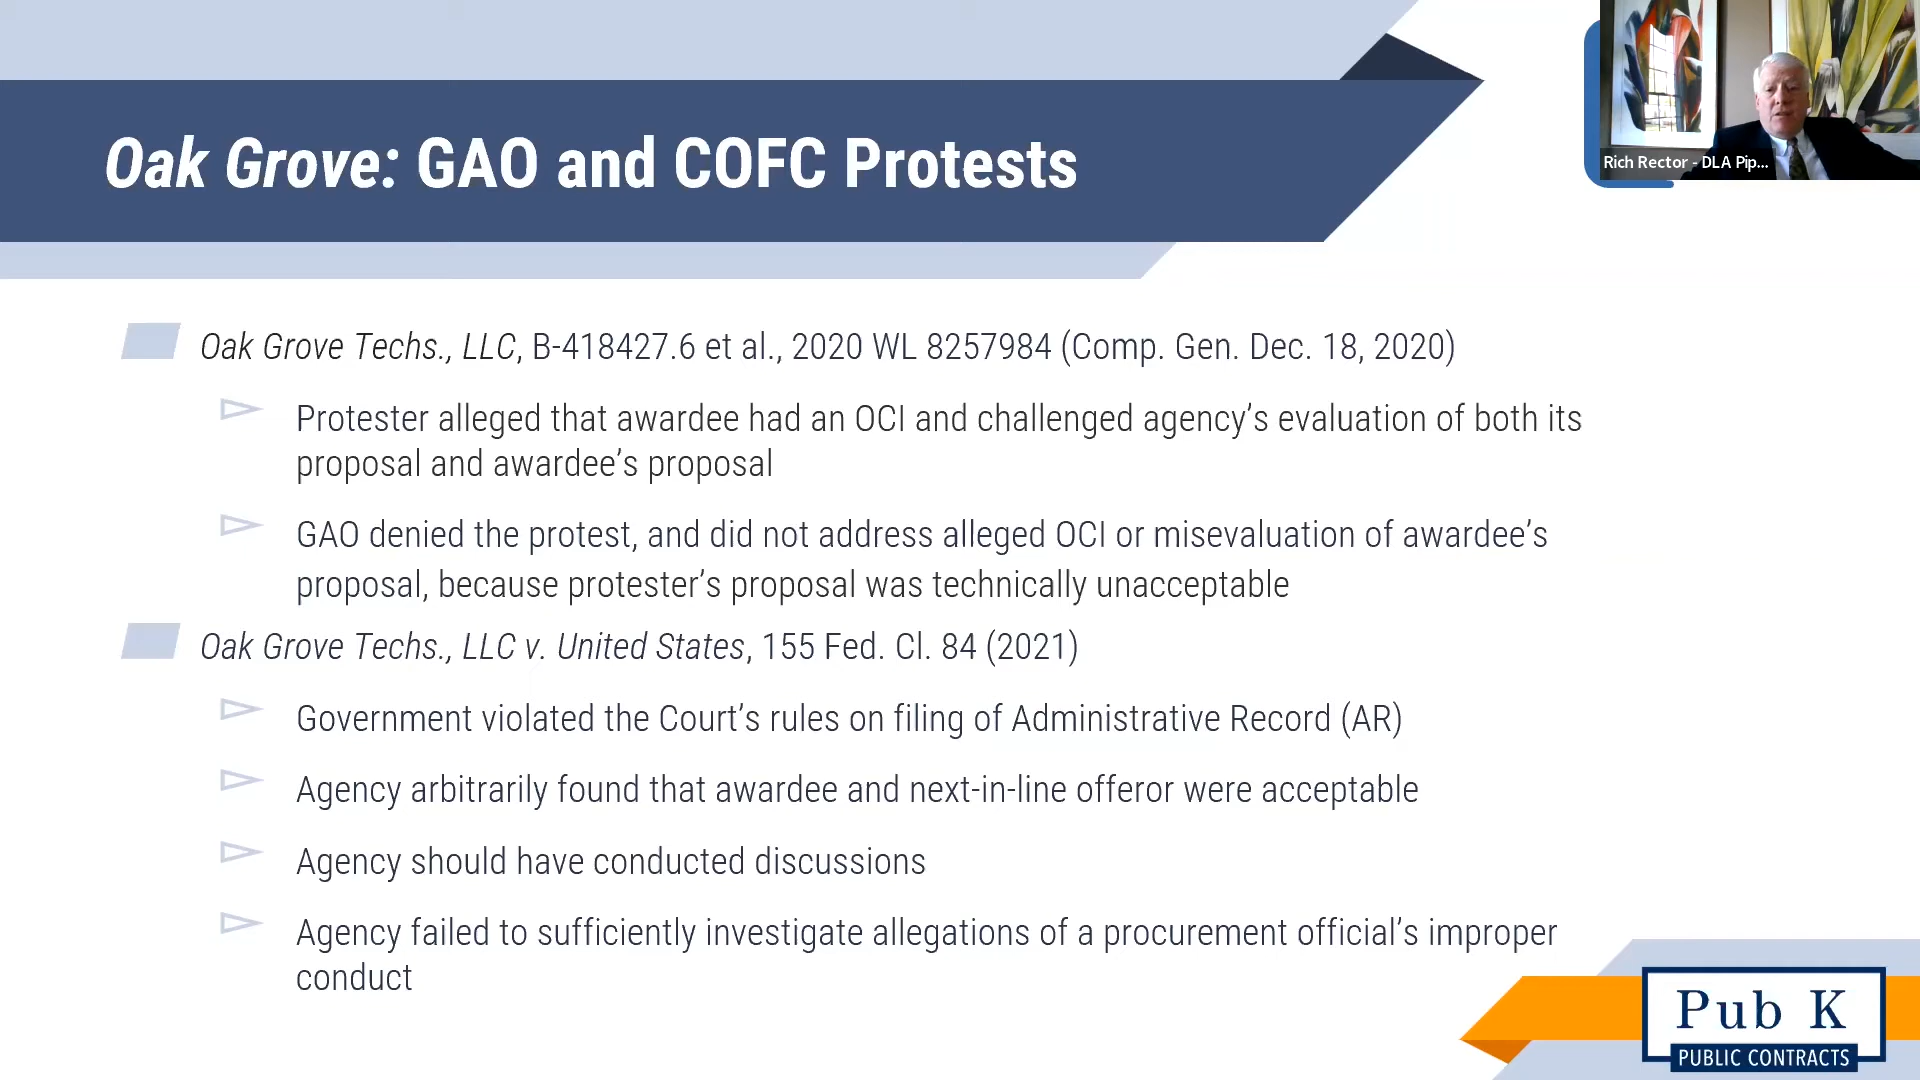 Oak Grove: GAO and COFC Protests
Rich Rector - DLA Pip...
Oak Grove Techs., LLC, B-418427.6 et al., 2020 WL 8257984 (Comp. Gen. Dec. 18, 2020)
Protester alleged that awardee had an OCI and challenged agency’s evaluation of both its
proposal and awardee’s proposal
GAO denied the protest, and did not address alleged OCI or misevaluation of awardee’s
proposal, because protester’s proposal was technically unacceptable
Oak Grove Techs., LLC v. United States, 155 Fed. Cl. 84 (2021)
Government violated the Court’s rules on filing of Administrative Record (AR)
Agency arbitrarily found that awardee and next-in-line offeror were acceptable
Agency should have conducted discussions
Agency failed to sufficiently investigate allegations of a procurement official’s improper
conduct
Pub K
PUBLIC CONTRACTS